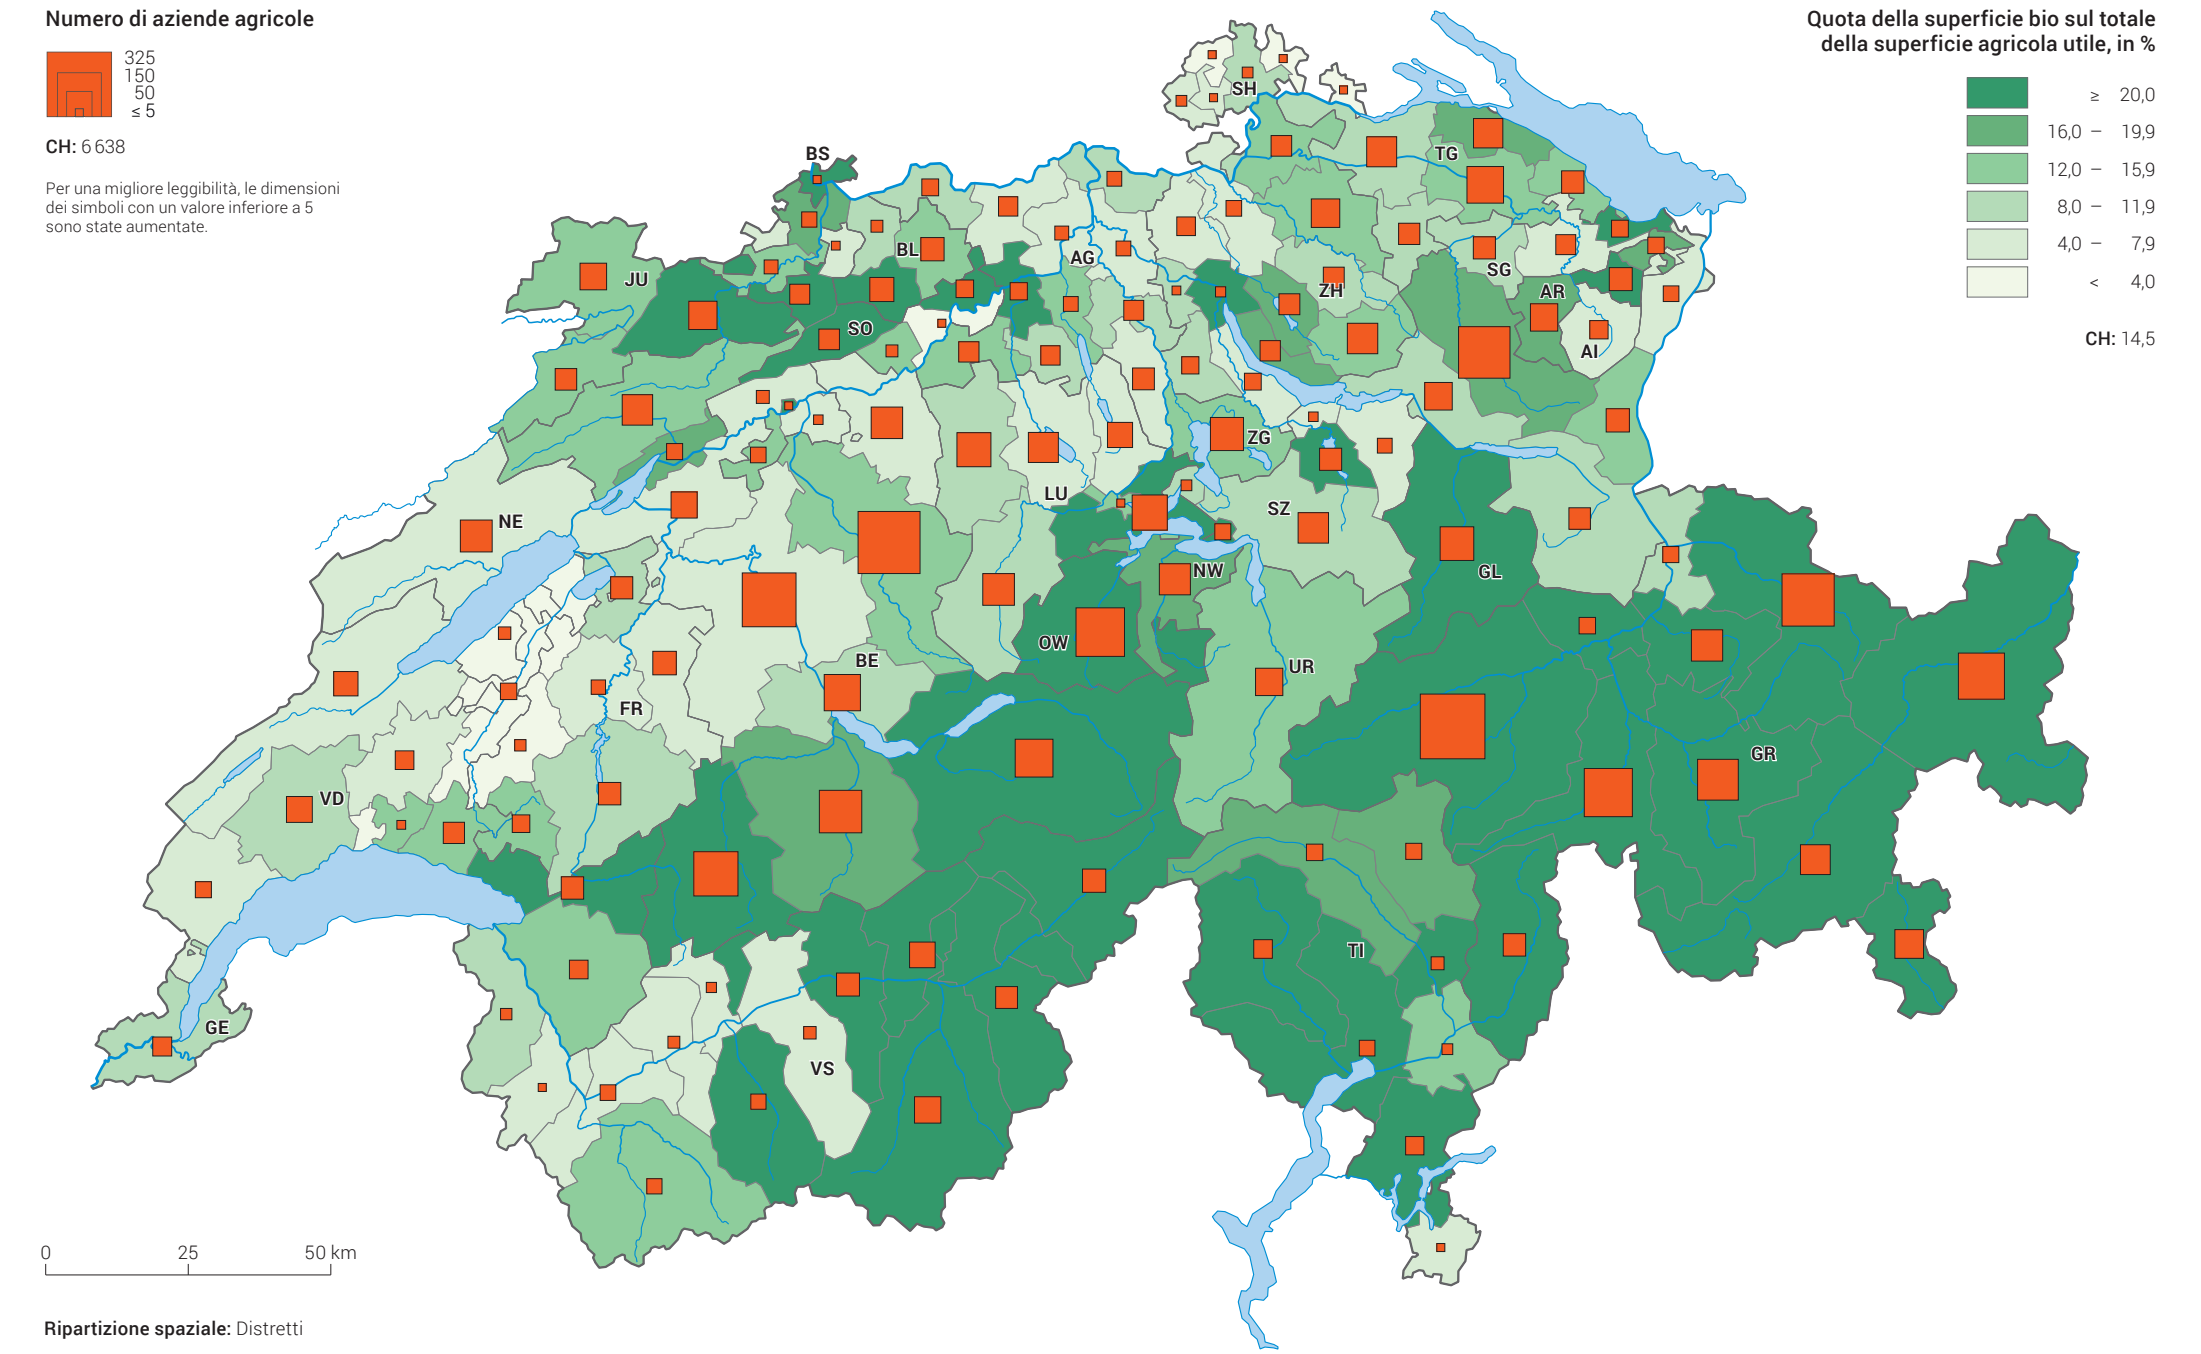 Numero di aziende agricole
325
150
50
≤ 5
CH: 6 638
Per una migliore leggibilità, le dimensioni
dei simboli con un valore inferiore a 5
sono state aumentate.
Quota della superficie bio sul totale
della superficie agricola utile, in %
≥ 20,0
16,0 – 19,9
12,0 – 15,9
8,0 – 11,9
4,0 – 7,9
< 4,0
CH: 14,5
SH
BS
TG
BL
AG
JU
SG
ZH
AR
SO
AI
ZG
LU
SZ
NE
NW
GL
OW
BE
UR
FR
GR
VD
TI
GE
VS
0 25 50 km
Ripartizione spaziale: Distretti